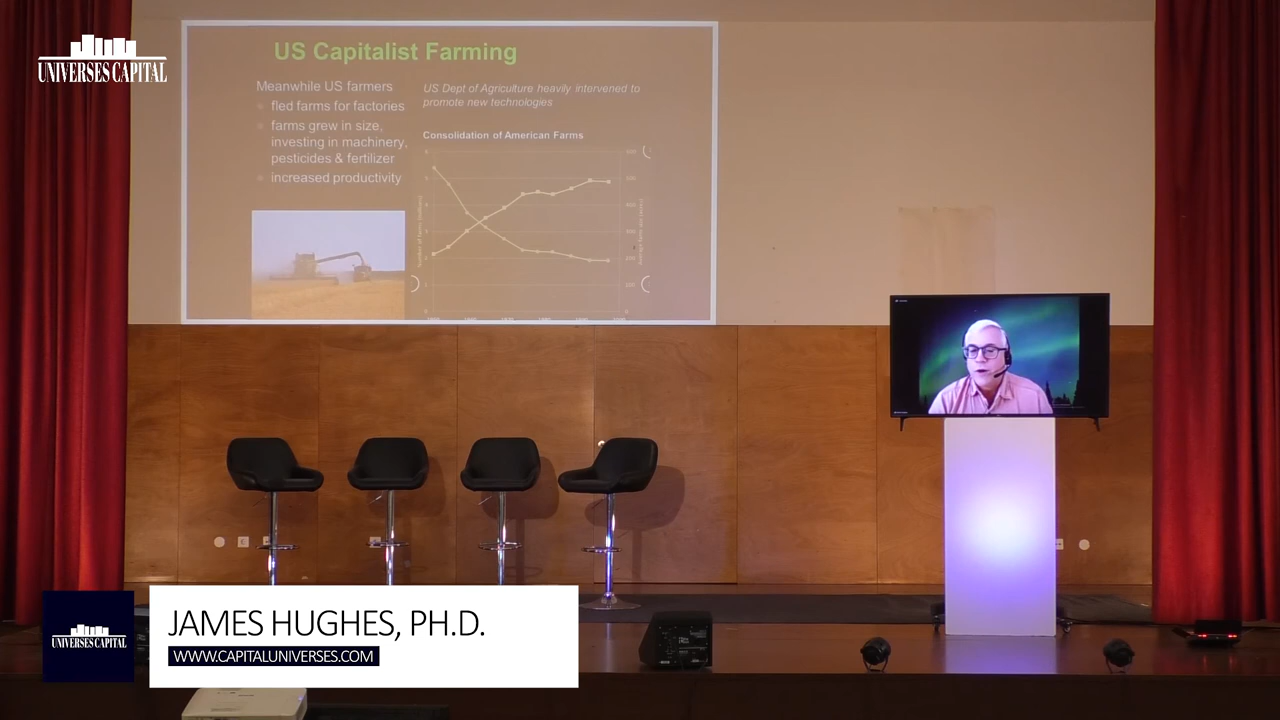 UNIVERSES CAPITAL
US Capitalist Farming
Meanwhile US farmers
fled farms for factories
farms grew in size,
investing in machinery,
pesticides & fertilizer
increased productivity
US Dept of Agriculture heavily intervened to
promote new technologies
Consolidation of American Farms
JAMES HUGHES, PH.D.
WWW.CAPITALUNIVERSES.COM
UNIVERSES CAPITAL